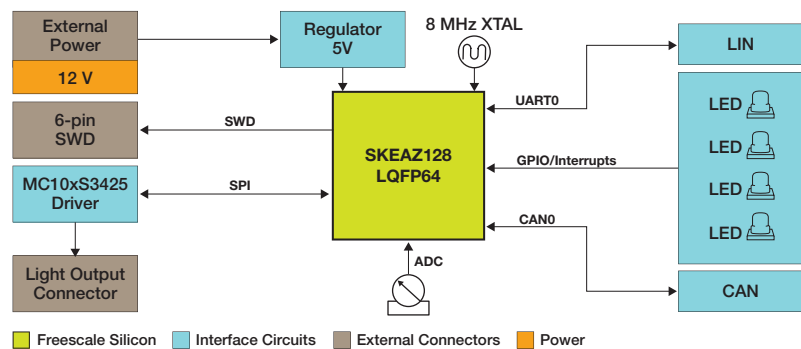 External
Power
12 V
Regulator
5V
8 MHz XTAL
LIN
UART0
6-pin
SWD
SWD
SKEAZ128
LQFP64
LED
LED
LED
LED
GPIO/Interrupts
MC10xS3425
Driver
SPI
CAN0
Light Output
Connector
ADC
CAN
Freescale Silicon
Interface Circuits
External Connectors
Power